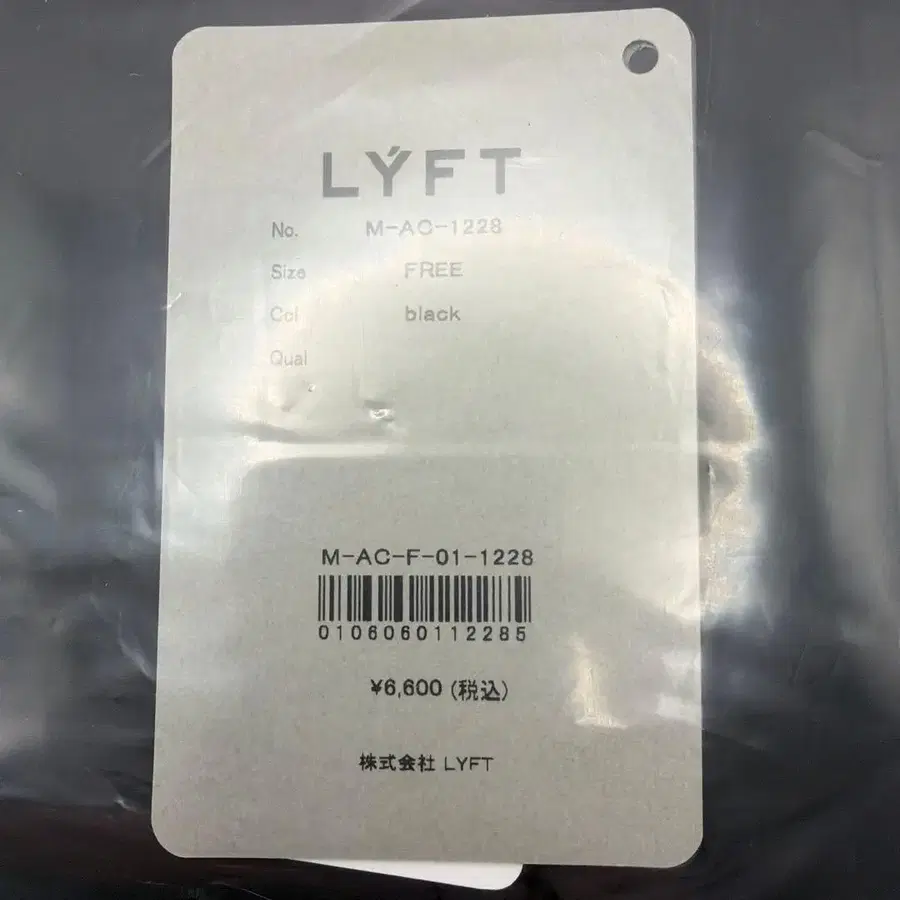 LÝFT
No. M-AC-1228
Size FREE
Col black
Qual
M-AC-F-01-1228
0106060112285
¥6,600 (税込)
株式会社 LYFT